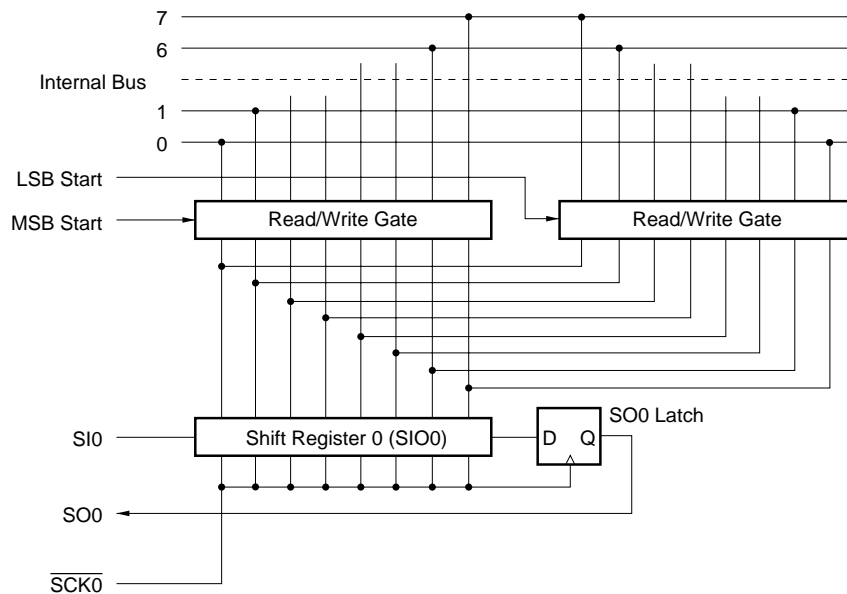 7
6
Internal Bus
1
0
LSB Start
MSB Start
Read/Write Gate
Read/Write Gate
SO0 Latch
SI0
Shift Register 0 (SIO0)
D Q
SO0
SCK0